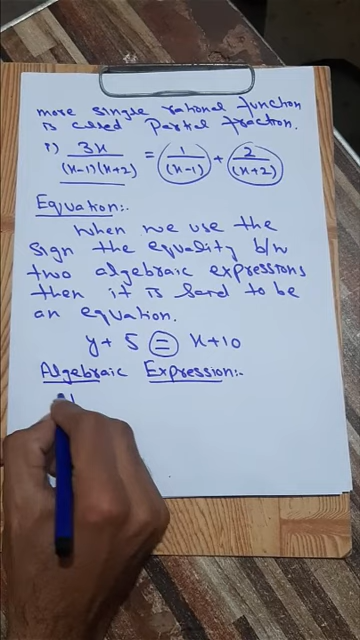 more single rational function
is called Partial fraction.
i) 3x/(x-1)(x+2) = 1/(x-1) + 2/(x+2)
Equation:.
When we use the
sign the equality b/w
two algebraic expressions
then it is said to be
an equation.
y + 5 = x + 10
Algebraic Expression:.